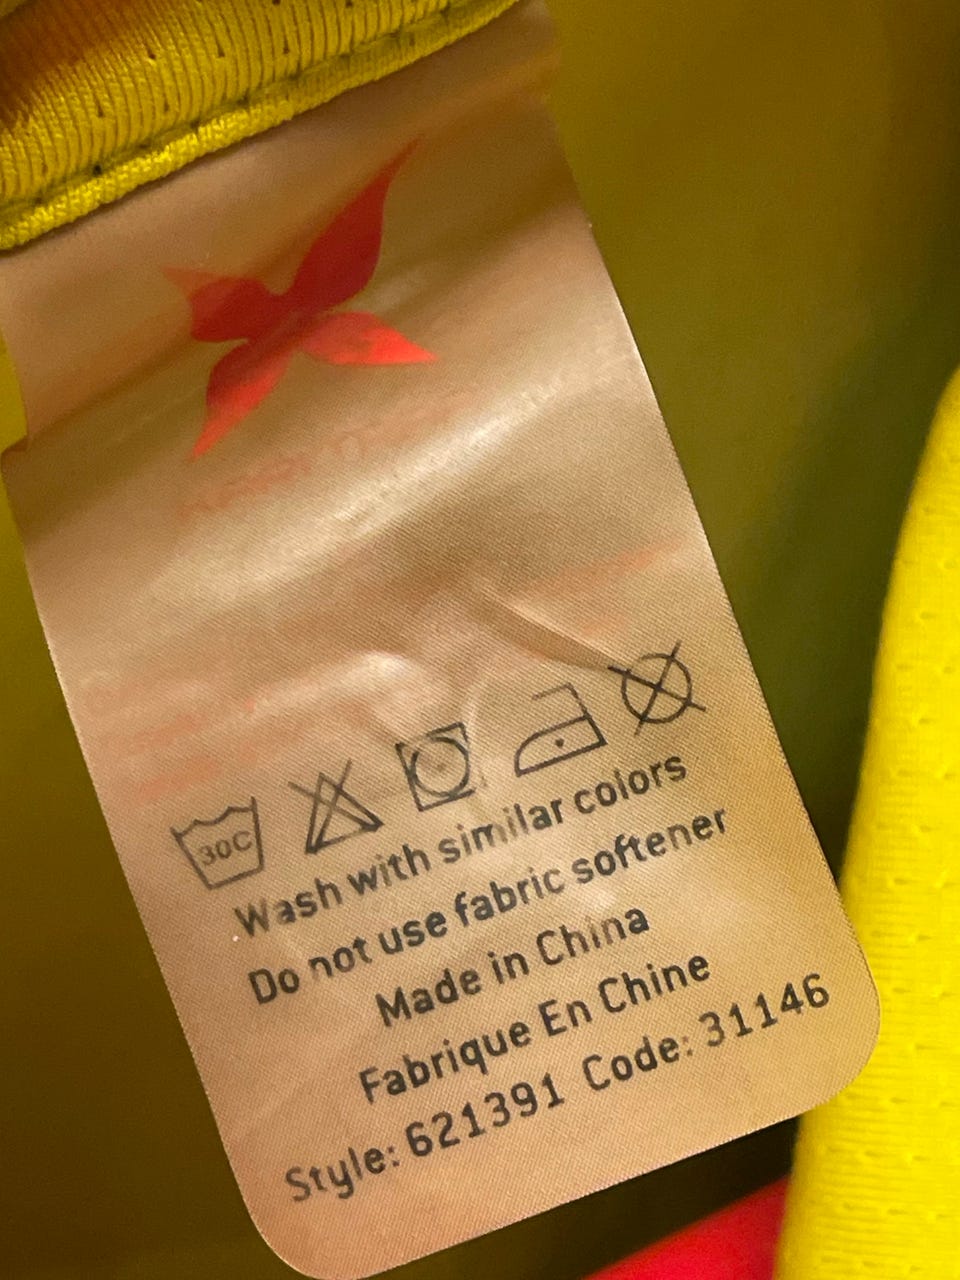 30C
Wash with similar colors
Do not use fabric softener
Made in China
Fabrique En Chine
Style: 621391 Code: 31146